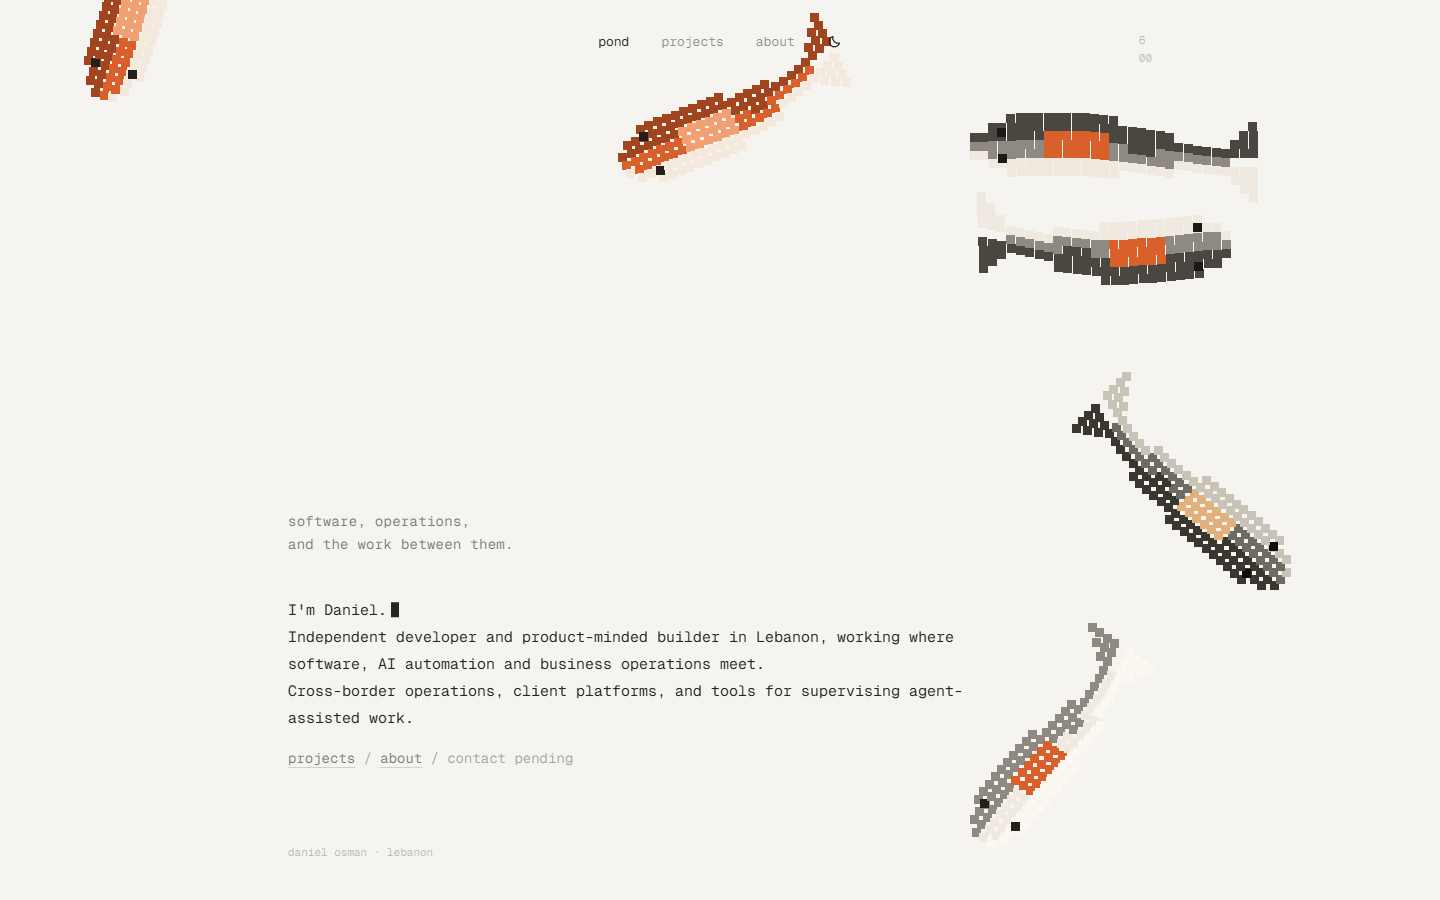 pond projects about
6
00
software, operations,
and the work between them.
I'm Daniel.
Independent developer and product-minded builder in Lebanon, working where
software, AI automation and business operations meet.
Cross-border operations, client platforms, and tools for supervising agent-
assisted work.
projects / about / contact pending
daniel osman · lebanon